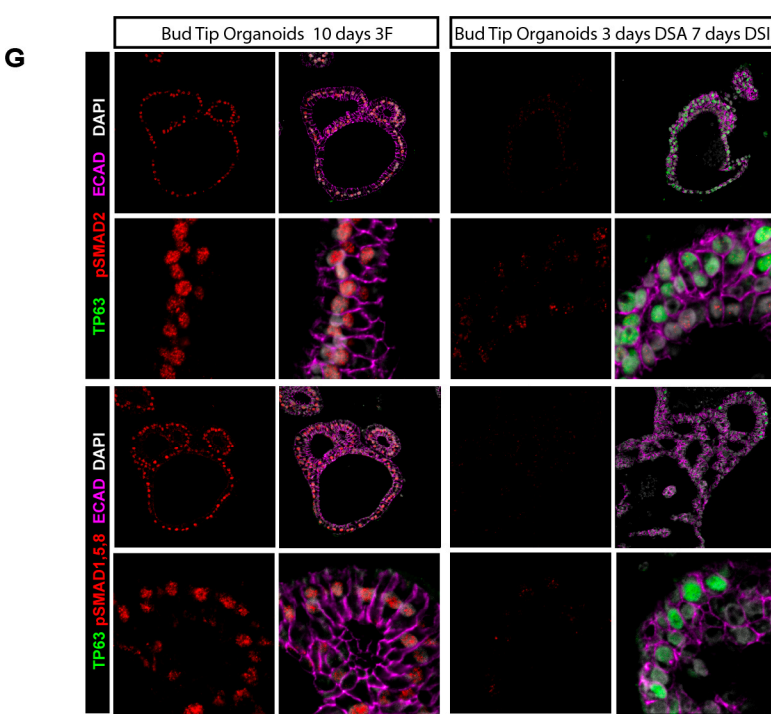 G
Bud Tip Organoids 10 days 3F
Bud Tip Organoids 3 days DSA 7 days DSI
TP63 pSMAD2 ECAD DAPI
TP63 pSMAD1,5,8 ECAD DAPI